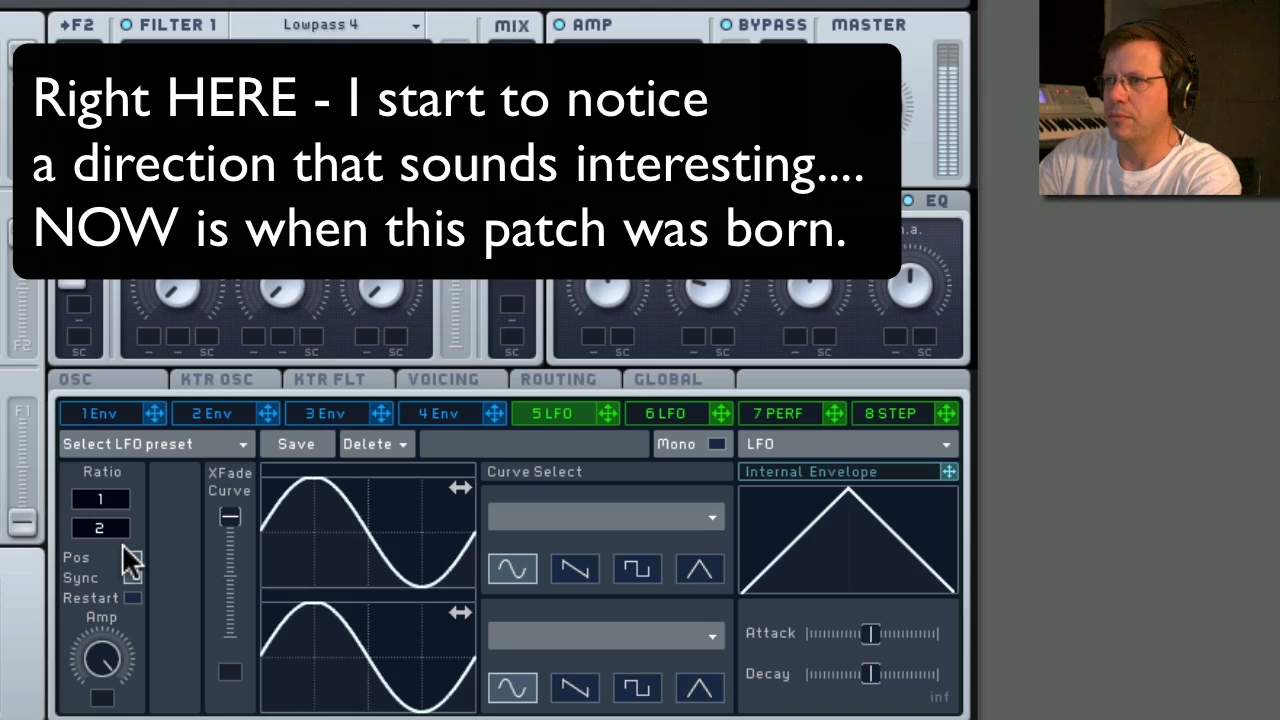 →F2 FILTER 1 Lowpass 4 MIX AMP BYPASS MASTER
Right HERE - I start to notice
a direction that sounds interesting....
NOW is when this patch was born.
EQ
n.a.
F2
SC SC SC SC SC SC SC
OSC KTR OSC KTR FLT VOICING ROUTING GLOBAL
F1
1 Env 2 Env 3 Env 4 Env 5 LFO 6 LFO 7 PERF 8 STEP
Select LFO preset Save Delete Mono LFO
Ratio XFade Curve Select Internal Envelope
Curve
1
2
Pos
Sync
Restart
Amp
Attack
Decay
inf